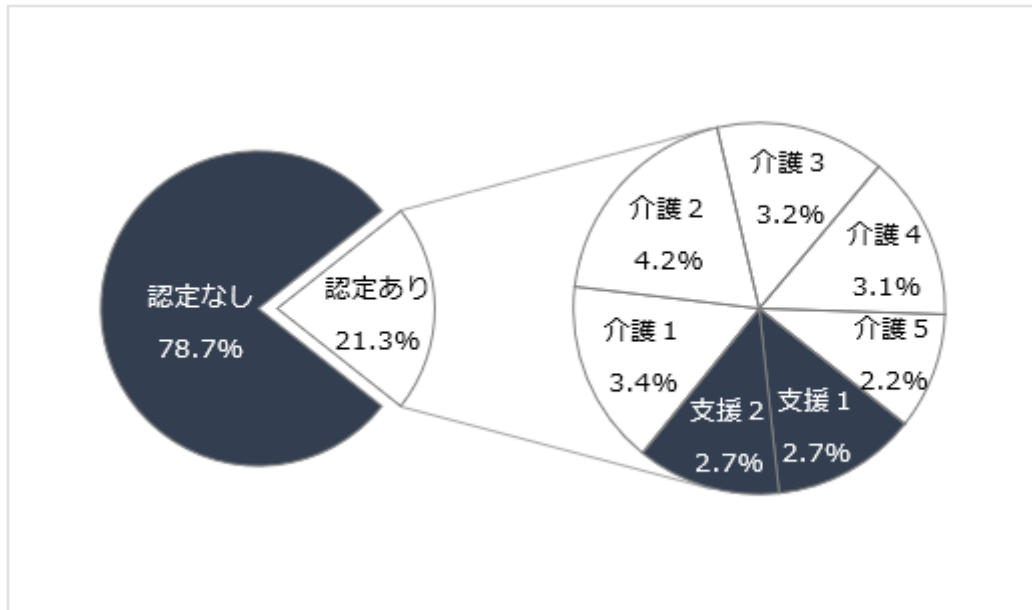 認定なし
78.7%
認定あり
21.3%
介護３
3.2%
介護４
3.1%
介護５
2.2%
支援１
2.7%
支援２
2.7%
介護１
3.4%
介護２
4.2%